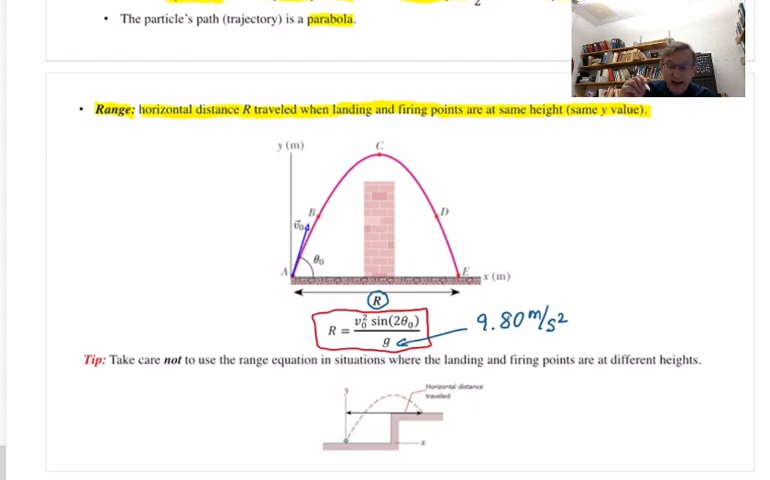 2
• The particle's path (trajectory) is a parabola.
• Range: horizontal distance R traveled when landing and firing points are at same height (same y value).
y (m)
C
B
D
v⃗₀
θ₀
A
E
x (m)
R
R = v₀² sin(2θ₀) / g
9.80 m/s²
Tip: Take care not to use the range equation in situations where the landing and firing points are at different heights.
y
Horizontal distance
traveled
x